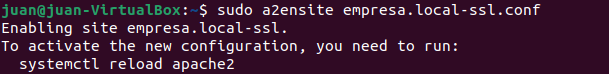 juan@juan-VirtualBox:~$ sudo a2ensite empresa.local-ssl.conf
Enabling site empresa.local-ssl.
To activate the new configuration, you need to run:
  systemctl reload apache2